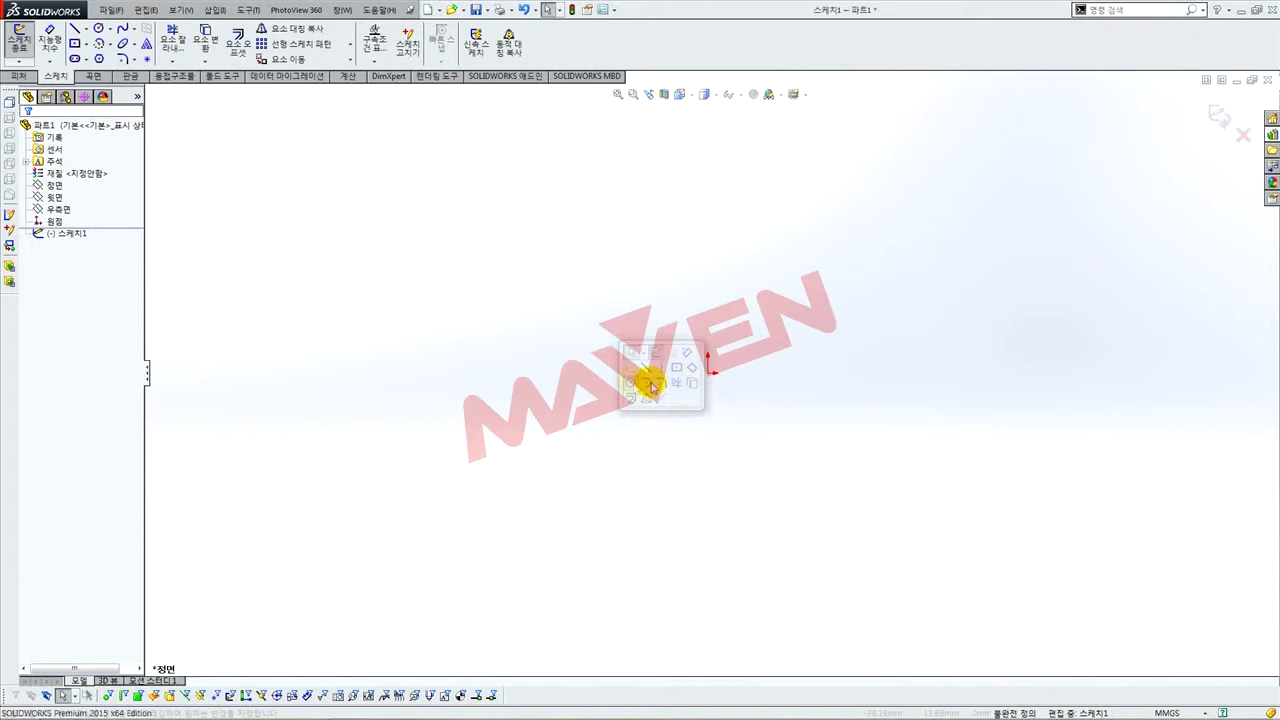 SOLIDWORKS 파일(F) 편집(E) 보기(V) 삽입(I) 도구(T) PhotoView 360 창(W) 도움말(H) 스케치1 – 파트1 * 명령 검색
스케치 종료 지능형 치수 요소 잘라내... 요소 변환 요소 오프셋 요소 대칭 복사 선형 스케치 패턴 요소 이동 구속조건 표... 스케치 고치기 빠른 스냅 신속 스케치 동적 대칭 복사
피처 스케치 곡면 판금 용접구조물 몰드 도구 데이터 마이그레이션 계산 DimXpert 렌더링 도구 SOLIDWORKS 애드인 SOLIDWORKS MBD
파트1 (기본<<기본>_표시 상태
기록
센서
주석
재질 <지정안함>
정면
윗면
우측면
원점
(-) 스케치1
MAVEN
*정면
모델 3D 뷰 모션 스터디 1
SOLIDWORKS Premium 2015 x64 Edition -39.19mm 13.66mm 0mm 불완전 정의 편집 중: 스케치1 MMGS